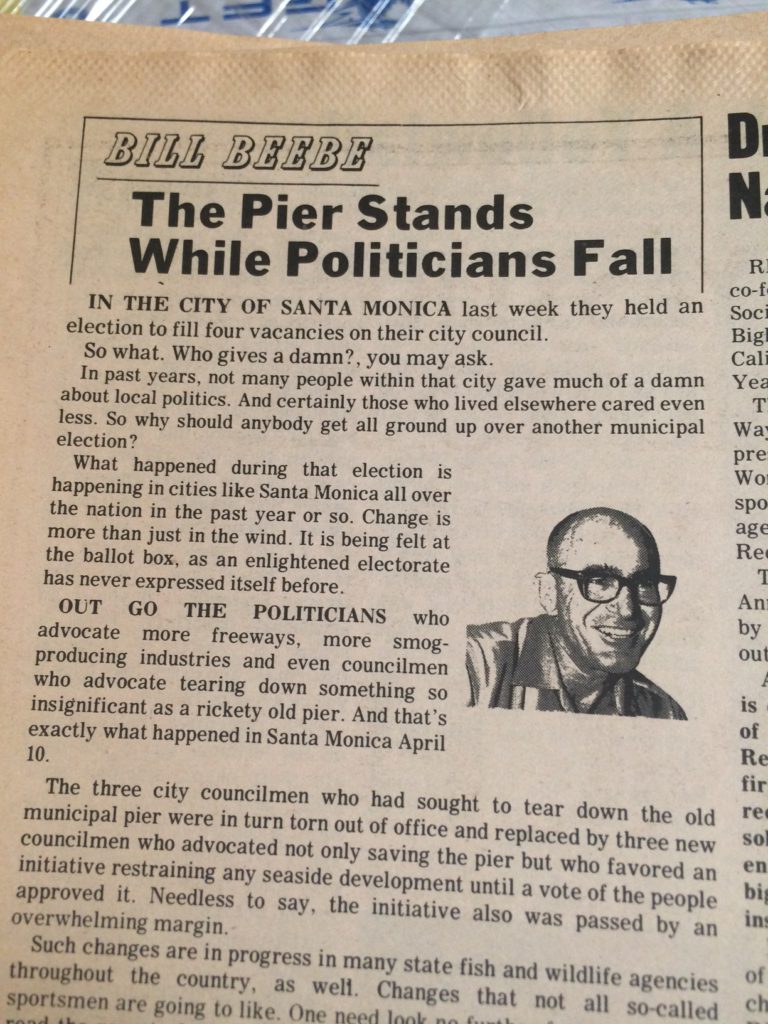 BILL BEEBE
The Pier Stands
While Politicians Fall
IN THE CITY OF SANTA MONICA last week they held an
election to fill four vacancies on their city council.
So what. Who gives a damn?, you may ask.
In past years, not many people within that city gave much of a damn
about local politics. And certainly those who lived elsewhere cared even
less. So why should anybody get all ground up over another municipal
election?
What happened during that election is
happening in cities like Santa Monica all over
the nation in the past year or so. Change is
more than just in the wind. It is being felt at
the ballot box, as an enlightened electorate
has never expressed itself before.
OUT GO THE POLITICIANS who
advocate more freeways, more smog-
producing industries and even councilmen
who advocate tearing down something so
insignificant as a rickety old pier. And that's
exactly what happened in Santa Monica April
10.
The three city councilmen who had sought to tear down the old
municipal pier were in turn torn out of office and replaced by three new
councilmen who advocated not only saving the pier but who favored an
initiative restraining any seaside development until a vote of the people
approved it. Needless to say, the initiative also was passed by an
overwhelming margin.
Such changes are in progress in many state fish and wildlife agencies
throughout the country, as well. Changes that not all so-called
sportsmen are going to like. One need look no
read the
co-f
Soci
Cali
Yea
Way
pres
Wor
spo
age
Rec
by
out
is
of
Re
fir
rec
sol
en
big
ins
of
ch